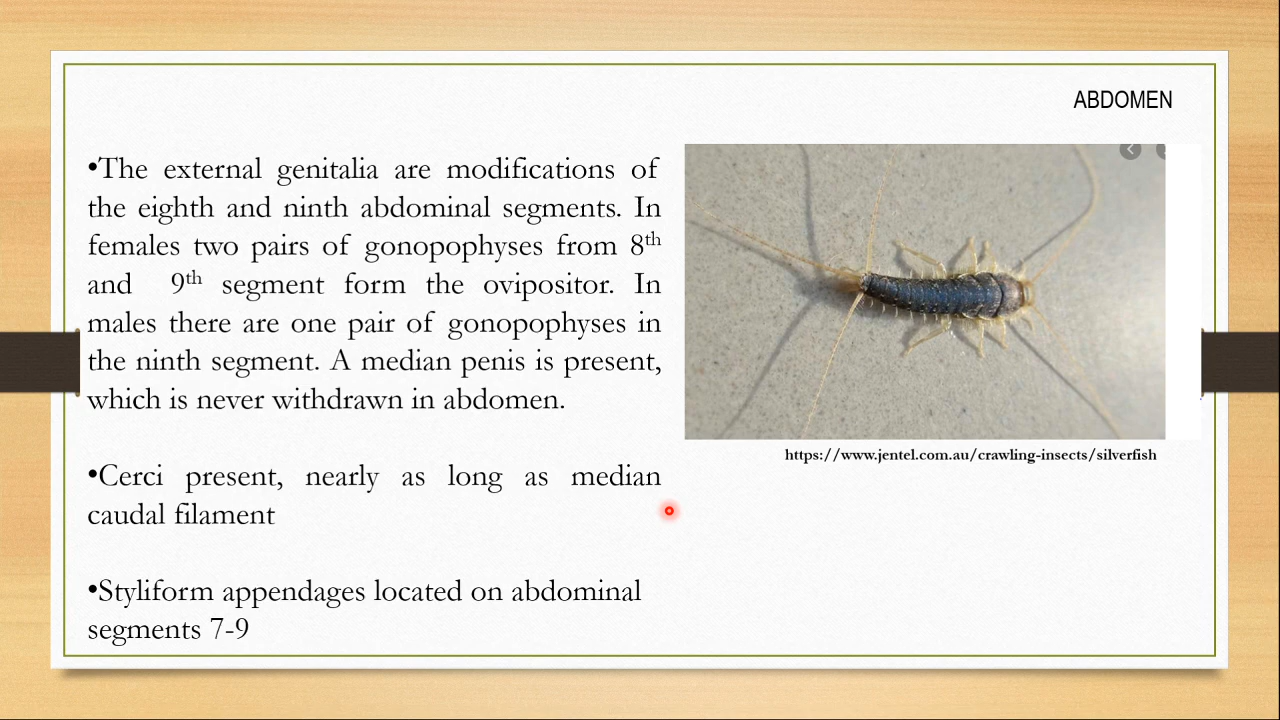 ABDOMEN
•The external genitalia are modifications of
the eighth and ninth abdominal segments. In
females two pairs of gonopophyses from 8th
and 9th segment form the ovipositor. In
males there are one pair of gonopophyses in
the ninth segment. A median penis is present,
which is never withdrawn in abdomen.
•Cerci present, nearly as long as median
caudal filament
•Styliform appendages located on abdominal
segments 7-9
https://www.jentel.com.au/crawling-insects/silverfish